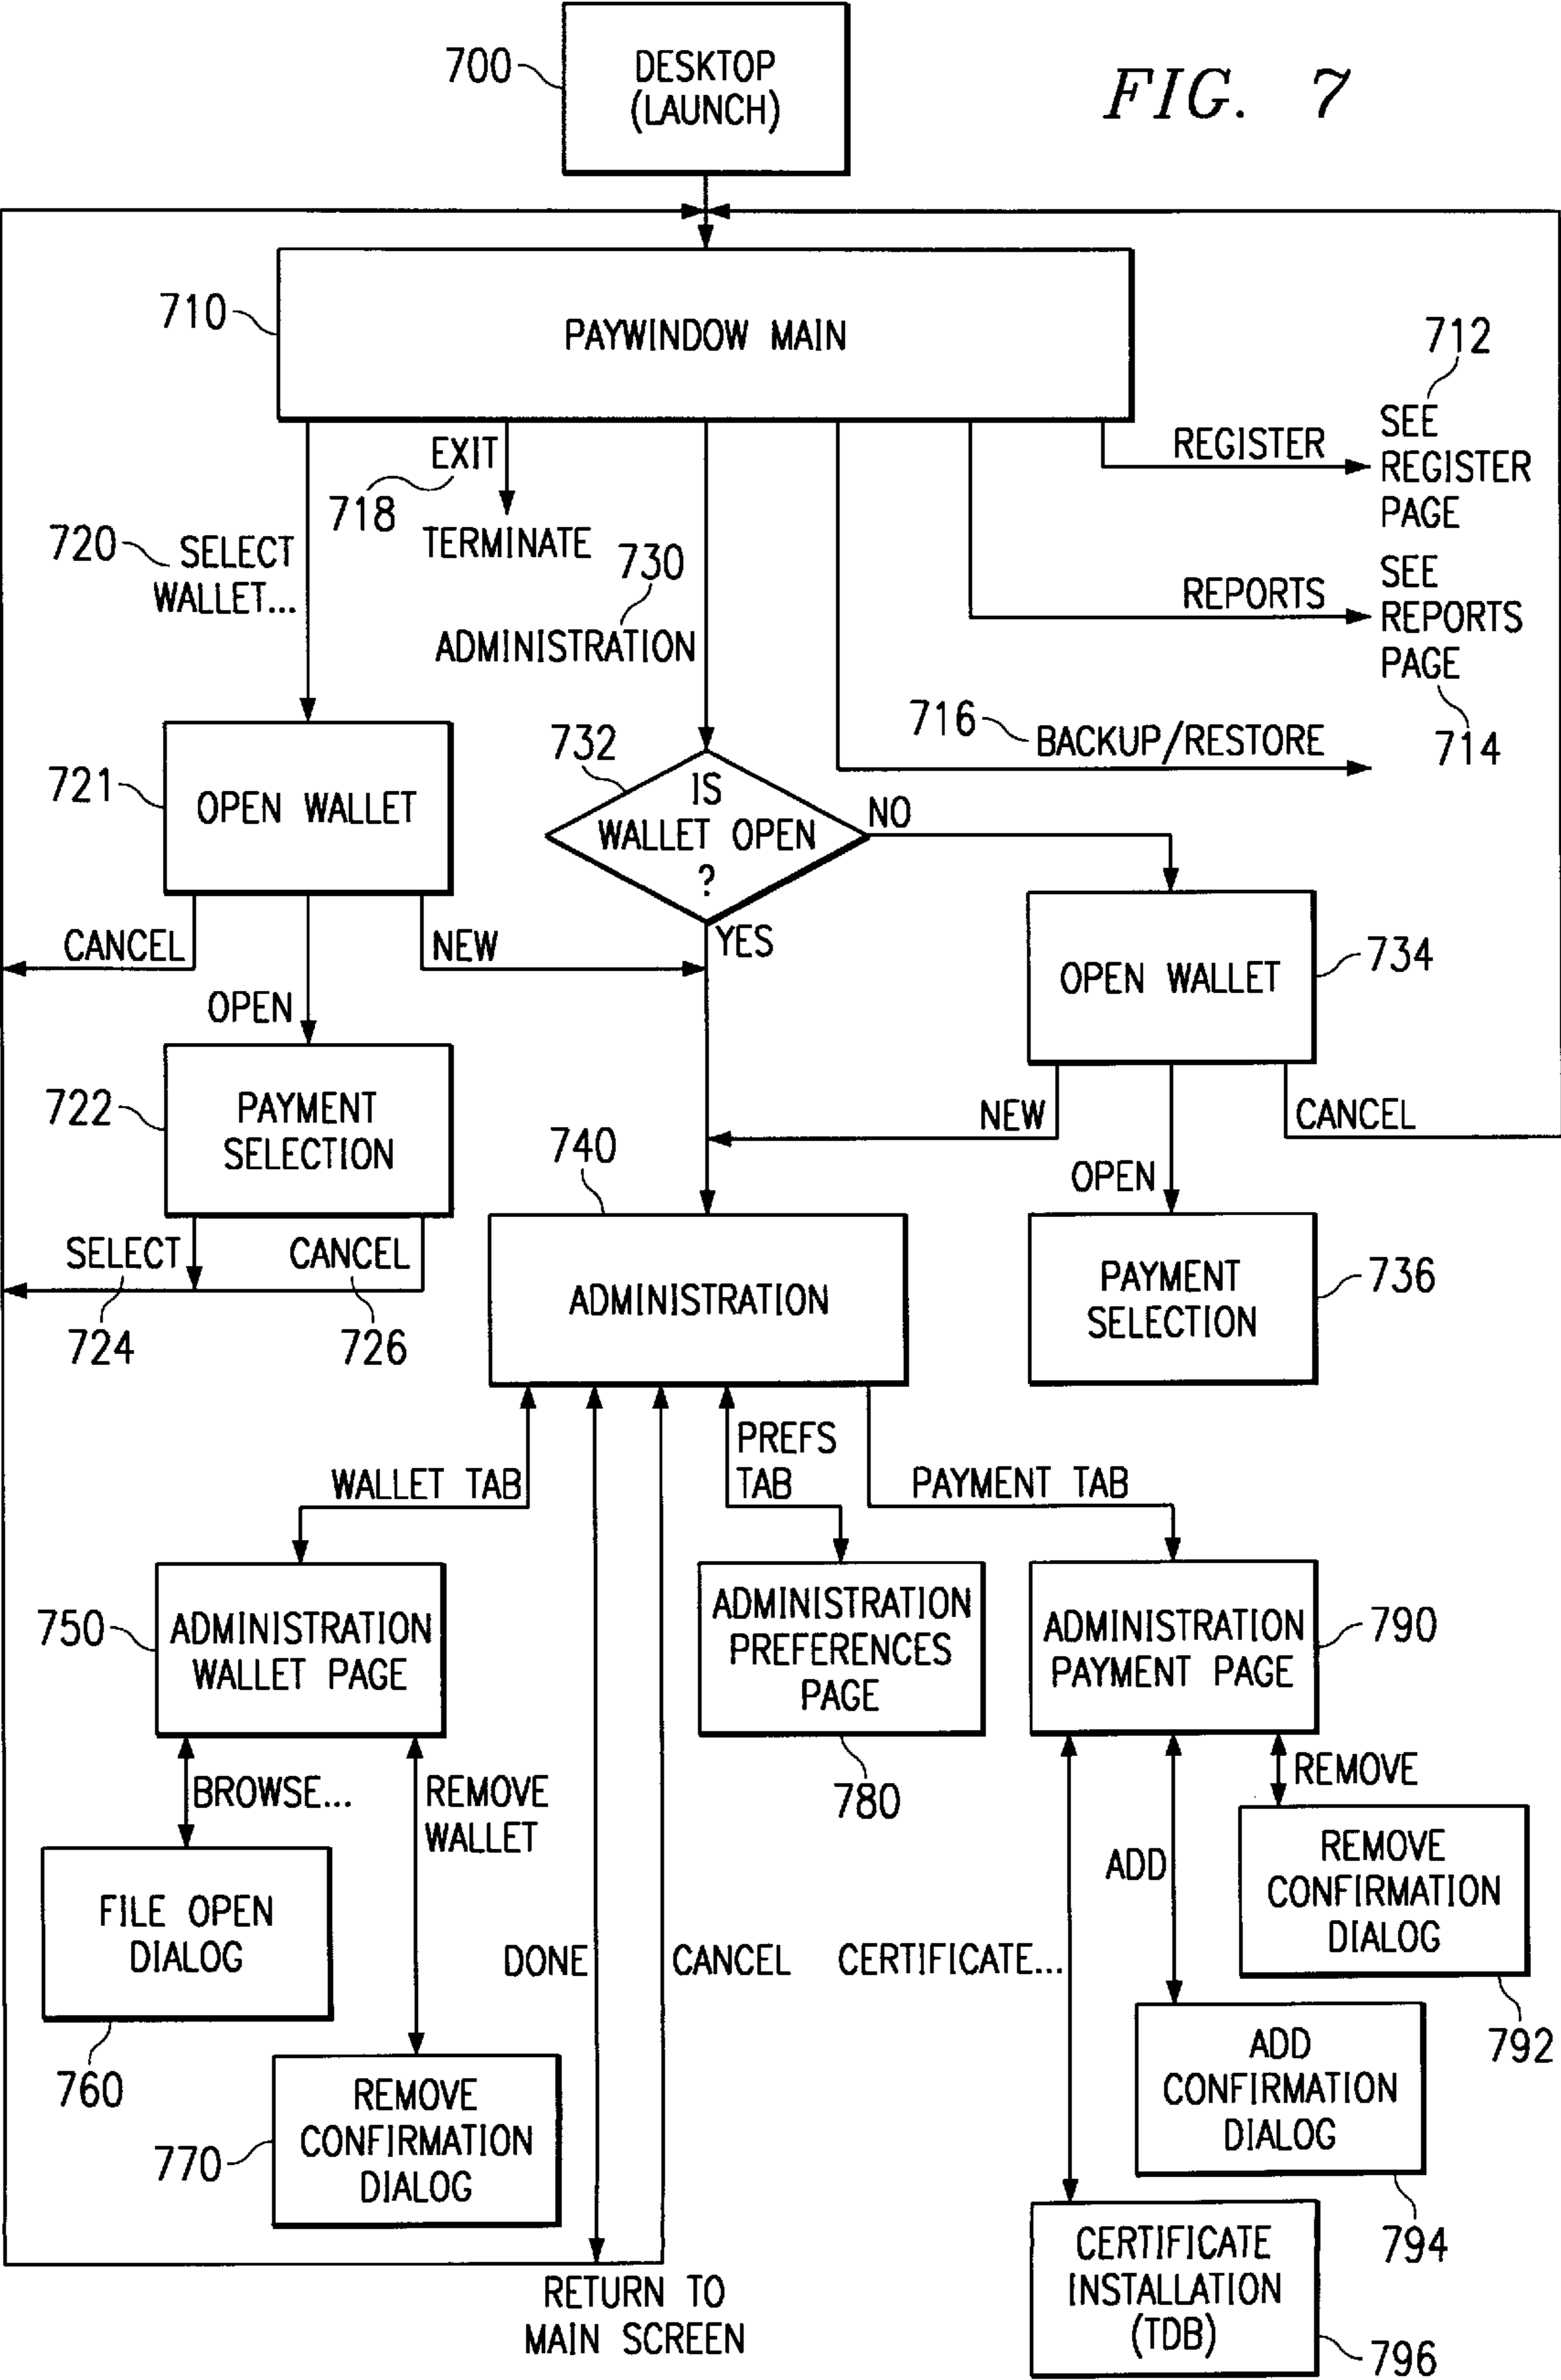 FIG. 7
700
DESKTOP
(LAUNCH)
710
PAYWINDOW MAIN
712
SEE
REGISTER
PAGE
REGISTER
EXIT
718
TERMINATE
720
SELECT
WALLET...
730
ADMINISTRATION
REPORTS
SEE
REPORTS
PAGE
714
716
BACKUP/RESTORE
721
OPEN WALLET
732
IS
WALLET OPEN
?
NO
YES
CANCEL
NEW
OPEN
734
OPEN WALLET
722
PAYMENT
SELECTION
NEW
CANCEL
OPEN
740
SELECT
CANCEL
724
726
ADMINISTRATION
736
PAYMENT
SELECTION
WALLET TAB
PREFS
TAB
PAYMENT TAB
750
ADMINISTRATION
WALLET PAGE
ADMINISTRATION
PREFERENCES
PAGE
780
790
ADMINISTRATION
PAYMENT PAGE
BROWSE...
REMOVE
WALLET
REMOVE
ADD
FILE OPEN
DIALOG
760
REMOVE
CONFIRMATION
DIALOG
792
DONE
CANCEL
CERTIFICATE...
770
REMOVE
CONFIRMATION
DIALOG
ADD
CONFIRMATION
DIALOG
794
RETURN TO
MAIN SCREEN
CERTIFICATE
INSTALLATION
(TDB)
796